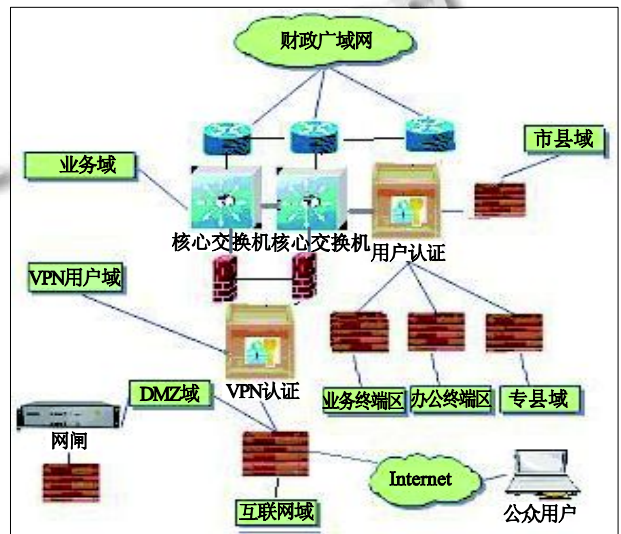 财政广域网
市县域
业务域
核心交换机
核心交换机
用户认证
VPN用户域
VPN认证
DMZ域
业务终端区
办公终端区
专县域
网闸
Internet
互联网域
公众用户